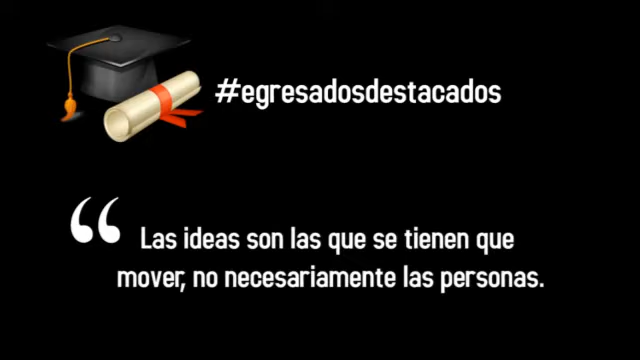 #egresadosdestacados
“ Las ideas son las que se tienen que
mover, no necesariamente las personas.